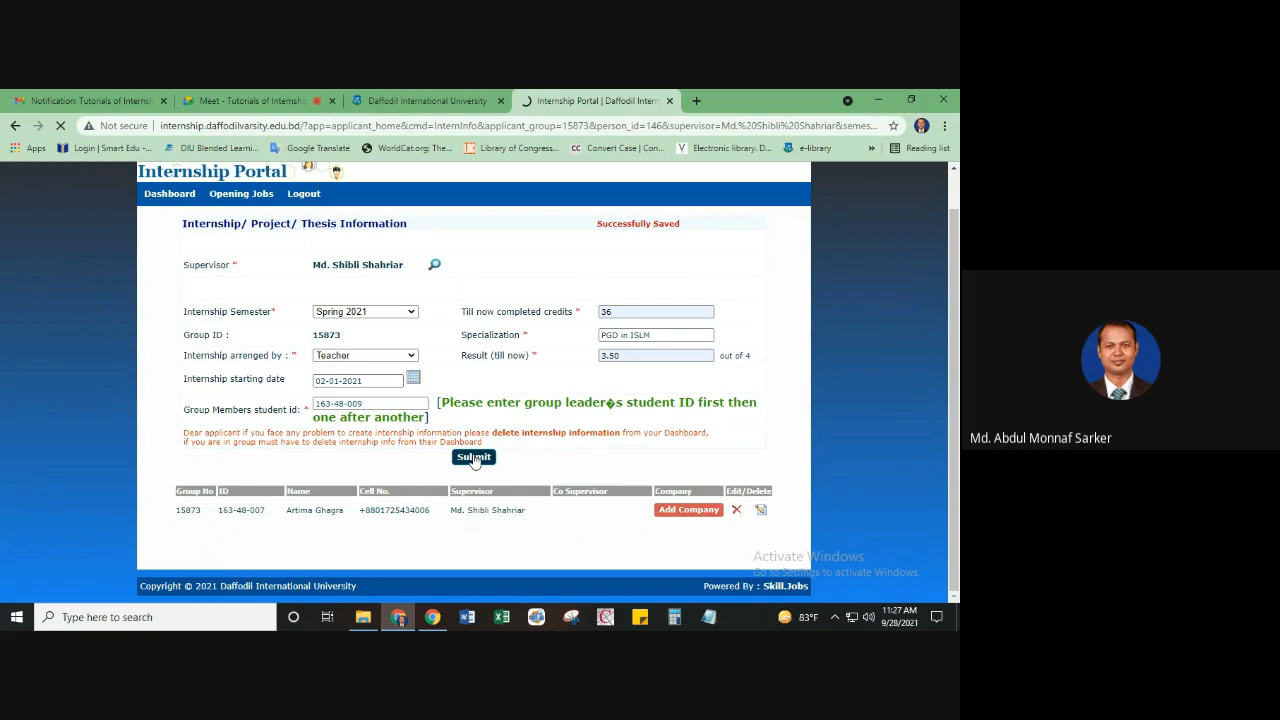 Notification: Tutorials of Internsh
Meet - Tutorials of Internship
Daffodil International University
Internship Portal | Daffodil Intern
Not secure | internship.daffodilvarsity.edu.bd/?app=applicant_home&cmd=InternInfo&applicant_group=15873&person_id=146&supervisor=Md.%20Shibli%20Shahriar&semes...
Apps
Login | Smart Edu -...
DIU Blended Learni...
Google Translate
WorldCat.org: The...
Library of Congress...
CC Convert Case | Con...
Electronic library. D...
e-library
»
Reading list
Internship Portal
Dashboard Opening Jobs Logout
Internship/ Project/ Thesis Information
Successfully Saved
Supervisor * Md. Shibli Shahriar
Internship Semester* Spring 2021 Till now completed credits * 36
Group ID : 15873 Specialization * PGD in ISLM
Internship arranged by : * Teacher Result (till now) * 3.50 out of 4
Internship starting date 02-01-2021
Group Members student id: * 163-48-009 [Please enter group leader�s student ID first then
one after another]
Dear applicant if you face any problem to create internship information please delete internship information from your Dashboard,
if you are in group must have to delete internship info from their Dashboard
Submit
Group No ID Name Cell No. Supervisor Co Supervisor Company Edit/Delete
15873 163-48-007 Artima Ghagra +8801725434006 Md. Shibli Shahriar Add Company
Activate Windows
Go to Settings to activate Windows.
Copyright © 2021 Daffodil International University Powered By : Skill.Jobs
Type here to search
83°F
11:27 AM
9/28/2021
Md. Abdul Monnaf Sarker